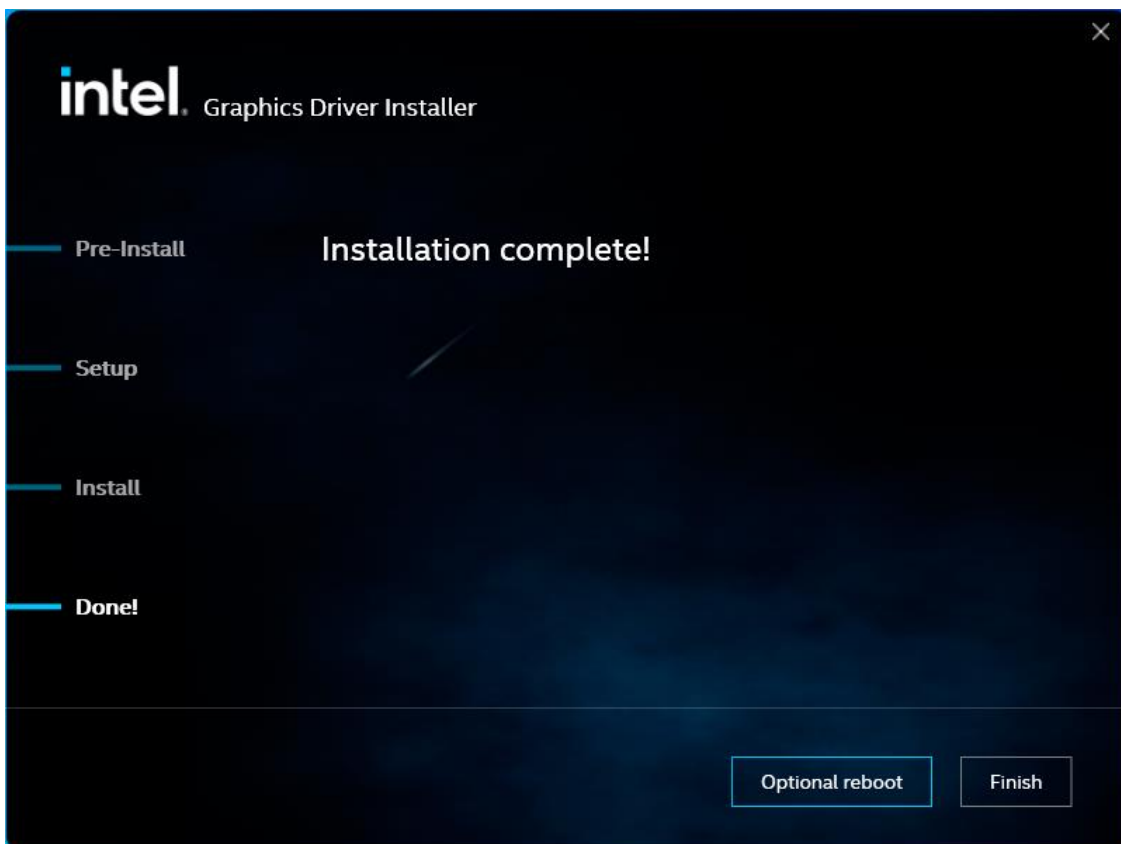 intel. Graphics Driver Installer
Pre-Install
Installation complete!
Setup
Install
Done!
Optional reboot
Finish